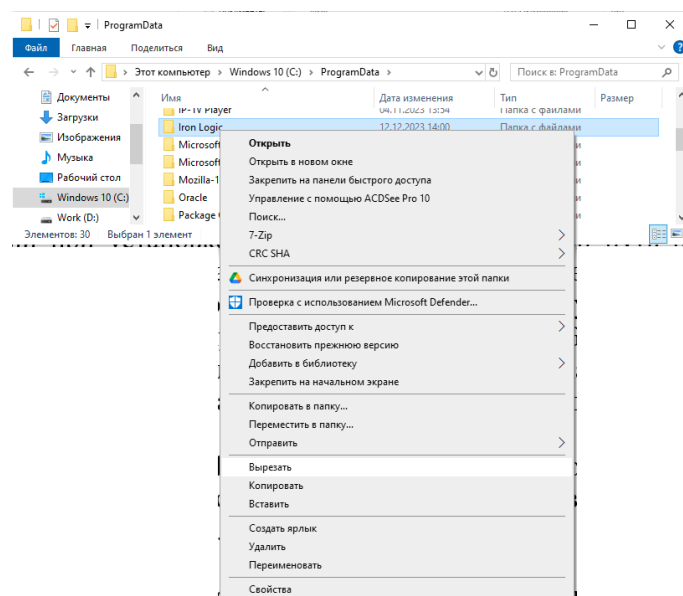 ProgramData
Файл Главная Поделиться Вид
Этот компьютер > Windows 10 (C:) > ProgramData >
Поиск в: ProgramData
Имя Дата изменения Тип Размер
Документы
Загрузки
Изображения
Музыка
Рабочий стол
Windows 10 (C:)
Work (D:)
IP-TV Player 04.11.2023 13:54 Папка с файлами
Iron Logic 12.12.2023 14:00 Папка с файлами
Microsoft
Microsoft
Mozilla-1
Oracle
Package
Элементов: 30 Выбран 1 элемент
Открыть
Открыть в новом окне
Закрепить на панели быстрого доступа
Управление с помощью ACDSee Pro 10
Поиск...
7-Zip
CRC SHA
Синхронизация или резервное копирование этой папки
Проверка с использованием Microsoft Defender...
Предоставить доступ к
Восстановить прежнюю версию
Добавить в библиотеку
Закрепить на начальном экране
Копировать в папку...
Переместить в папку...
Отправить
Вырезать
Копировать
Вставить
Создать ярлык
Удалить
Переименовать
Свойства